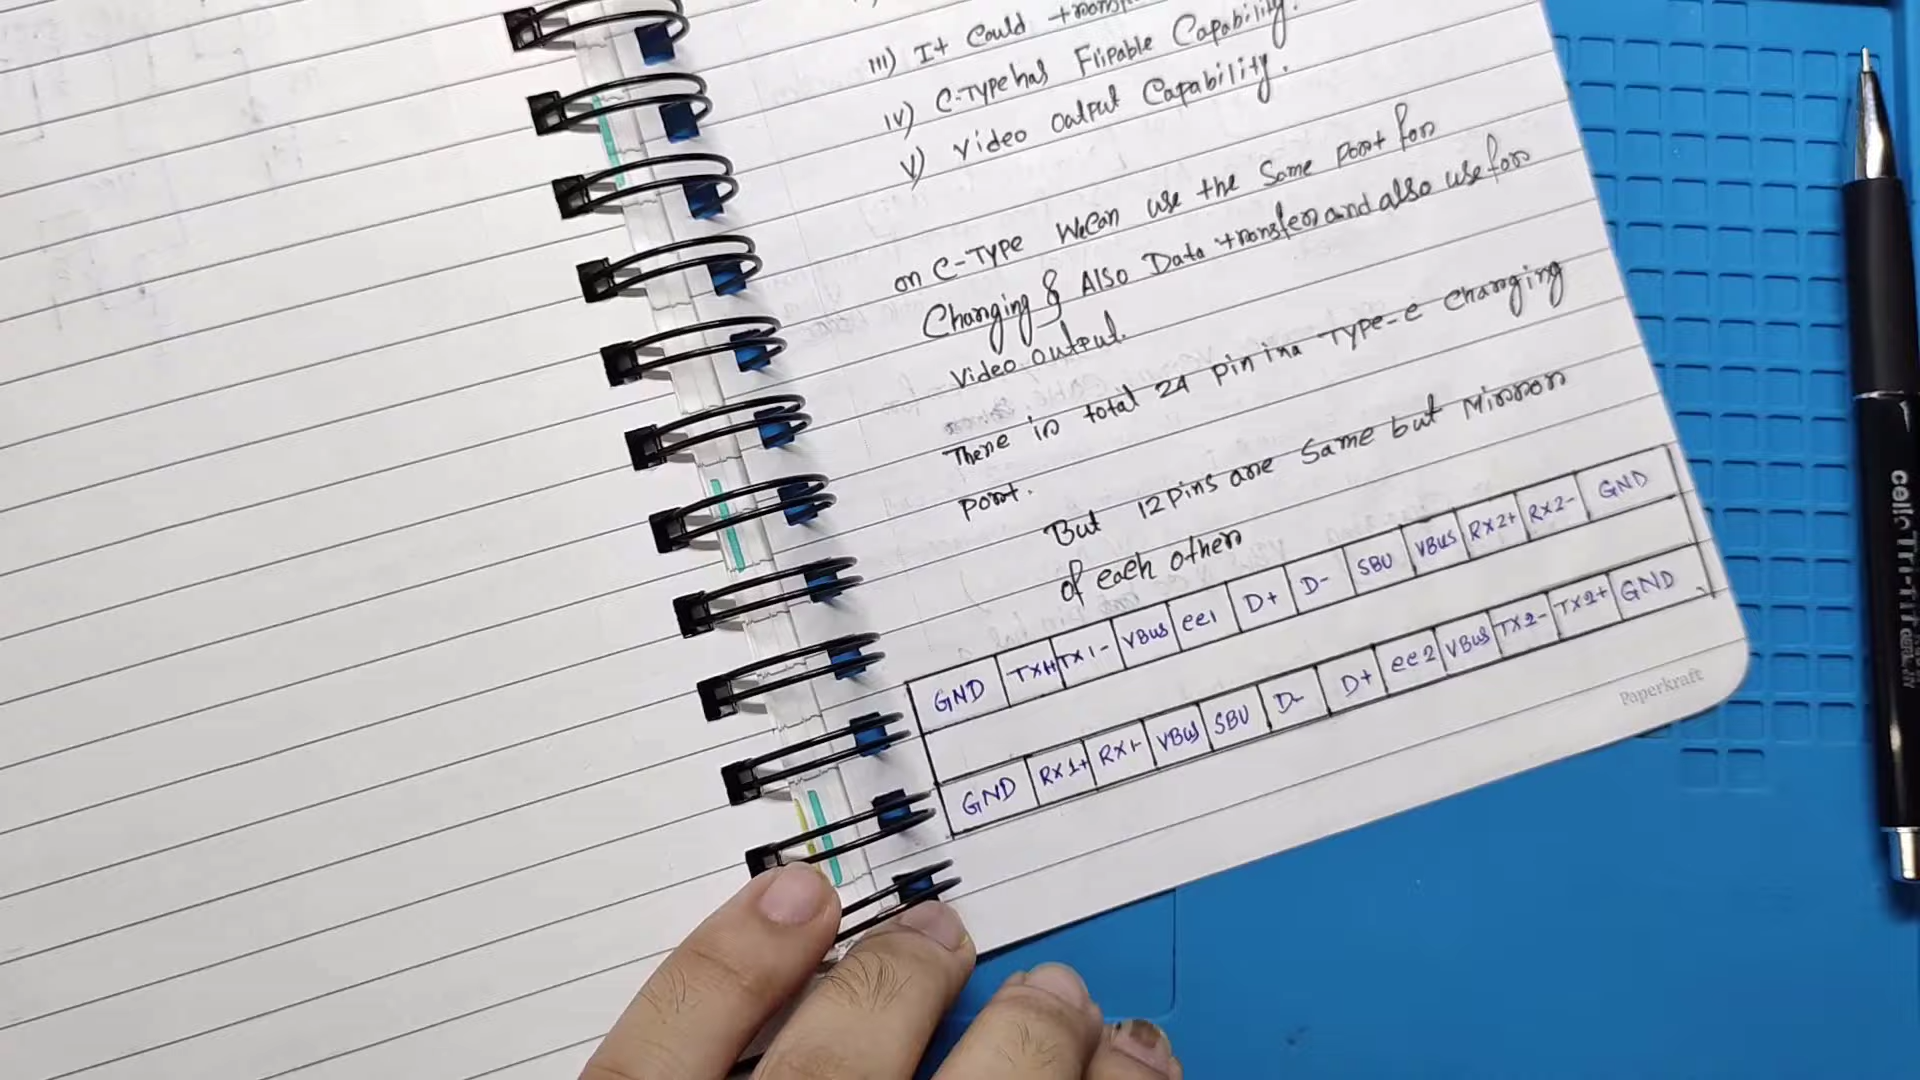 III) It Could
IV) C-Type has Flipable Capability.
V) Video Output Capability.
on C-Type We Can use the Same Port for
Charging & Also Data transfer and also use for
Video output.
There is total 24 Pin in a Type-C Charging
Port.
But 12 Pins are Same but Mirror
of each other
GND TX1+ TX1- VBus CC1 D+ D- SBU VBUS RX2+ RX2- GND
GND RX1+ RX1- VBUS SBU D- D+ CC2 VBUS TX2- TX2+ GND
Paperkraft
cello